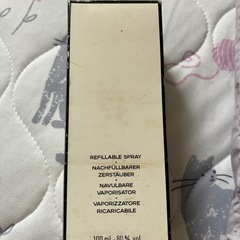 REFILLABLE SPRAY
•
NACHFÜLLBARER
ZERSTÄUBER
•
NAVULBARE
VAPORISATOR
•
VAPORIZZATORE
RICARICABILE
100 ml - 80 % vol